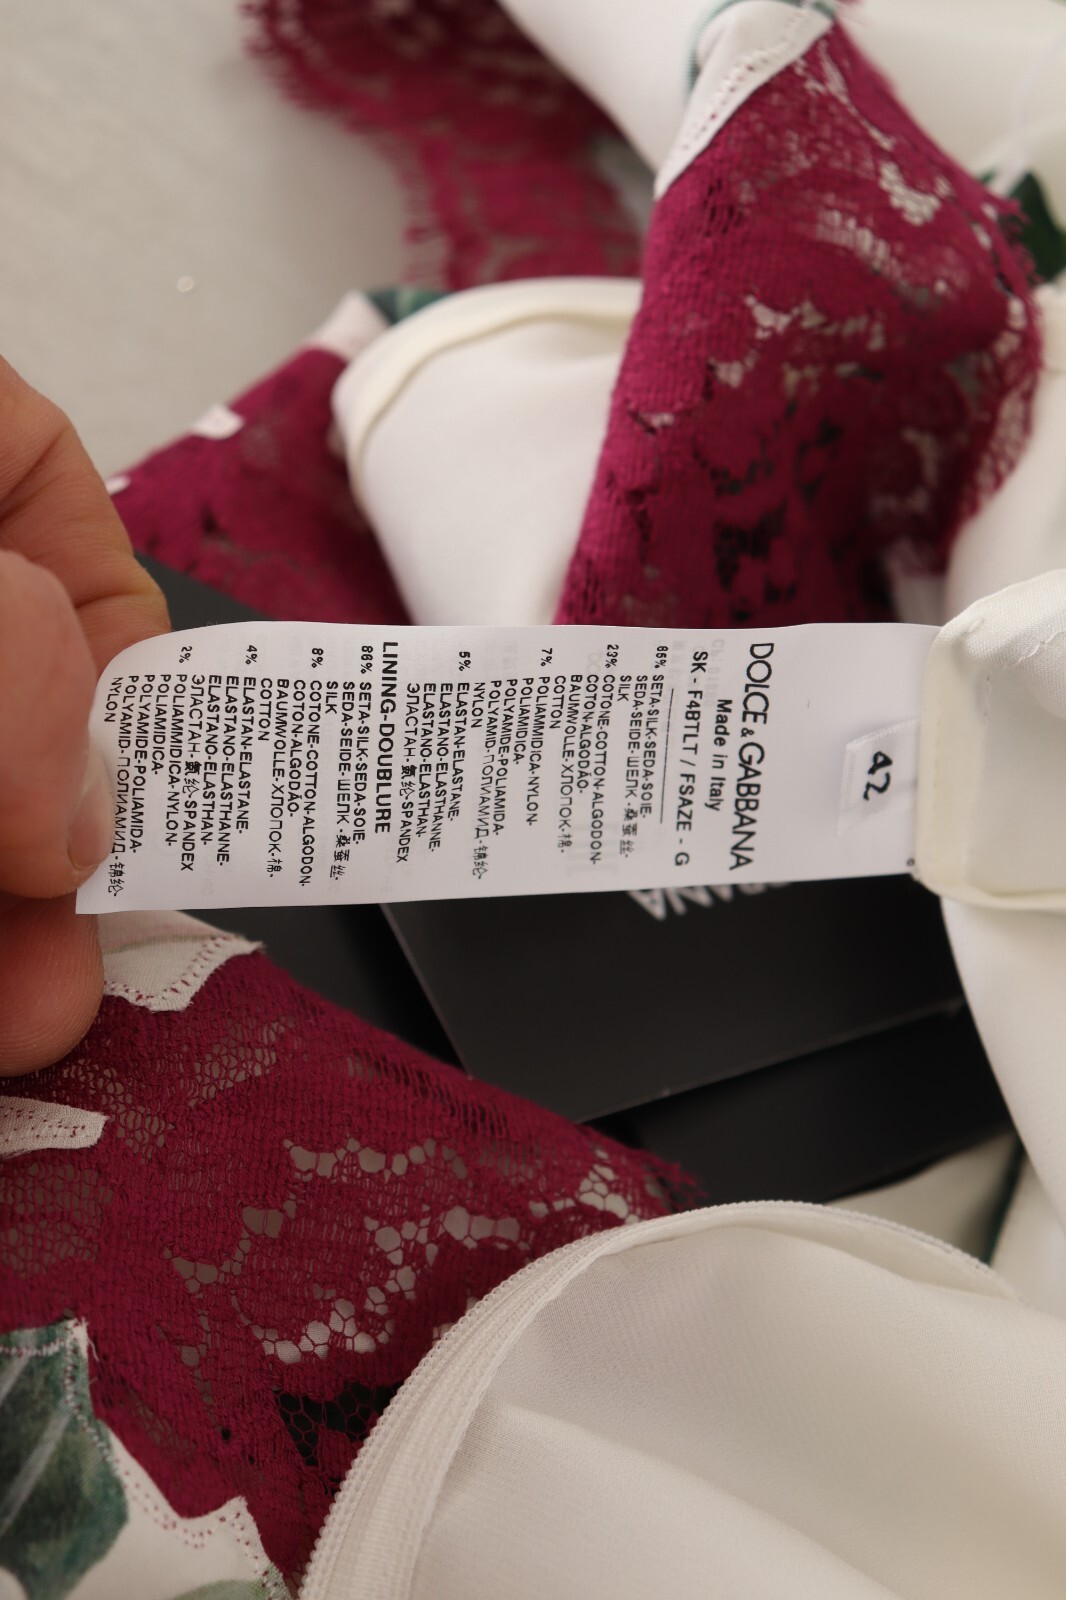 42
DOLCE & GABBANA
Made in Italy
SK - F4BTLT / FSAZE - G
65% SETA-SILK-SEDA-SOIE-
SEDA-SEIDE-ШЕЛК-桑蚕丝-
SILK
23% COTONE-COTTON-ALGODON-
COTON-ALGODÃO-
BAUMWOLLE-ХЛОПОК-棉-
COTTON
7% POLIAMMIDICA-NYLON-
POLIAMIDICA-
POLYAMIDE-POLIAMIDA-
POLYAMID-ПОЛИАМИД-锦纶-
NYLON
5% ELASTAN-ELASTANE-
ELASTANO-ELASTHANNE-
ELASTANO-ELASTHAN-
ЭЛАСТАН-氨纶-SPANDEX
LINING-DOUBLURE
86% SETA-SILK-SEDA-SOIE-
SEDA-SEIDE-ШЕЛК-桑蚕丝-
SILK
8% COTONE-COTTON-ALGODON-
COTON-ALGODÃO-
BAUMWOLLE-ХЛОПОК-棉-
COTTON
4% ELASTAN-ELASTANE-
ELASTANO-ELASTHANNE-
ELASTANO-ELASTHAN-
ЭЛАСТАН-氨纶-SPANDEX
2% POLIAMMIDICA-NYLON-
POLIAMIDICA-
POLYAMIDE-POLIAMIDA-
POLYAMID-ПОЛИАМИД-锦纶-
NYLON